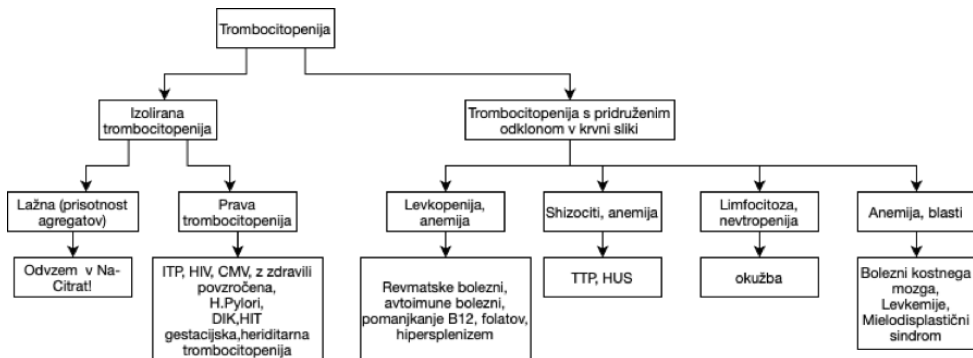 Trombocitopenija
Izolirana
trombocitopenija
Trombocitopenija s pridruženim
odklonom v krvni sliki
Lažna (prisotnost
agregatov)
Prava
trombocitopenija
Levkopenija,
anemija
Shizociti, anemija
Limfocitoza,
nevtropenija
Anemija, blasti
Odvzem v Na-
Citrat!
ITP, HIV, CMV, z zdravili
povzročena,
H.Pylori,
DIK,HIT
gestacijska,heriditarna
trombocitopenija
Revmatske bolezni,
avtoimune bolezni,
pomanjkanje B12, folatov,
hipersplenizem
TTP, HUS
okužba
Bolezni kostnega
mozga,
Levkemije,
Mielodisplastični
sindrom